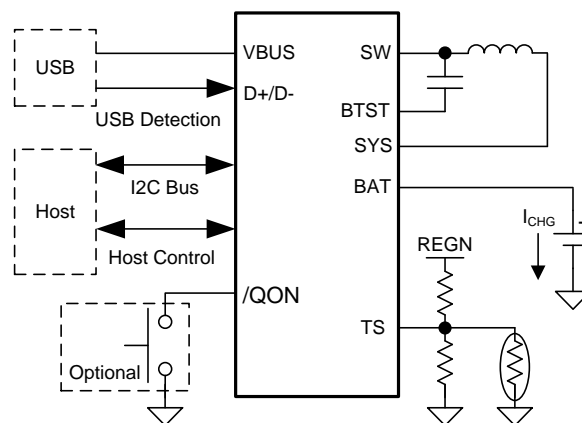 USB
VBUS
D+/D-
USB Detection
Host
I2C Bus
Host Control
/QON
Optional
SW
BTST
SYS
BAT
ICHG
+
REGN
TS